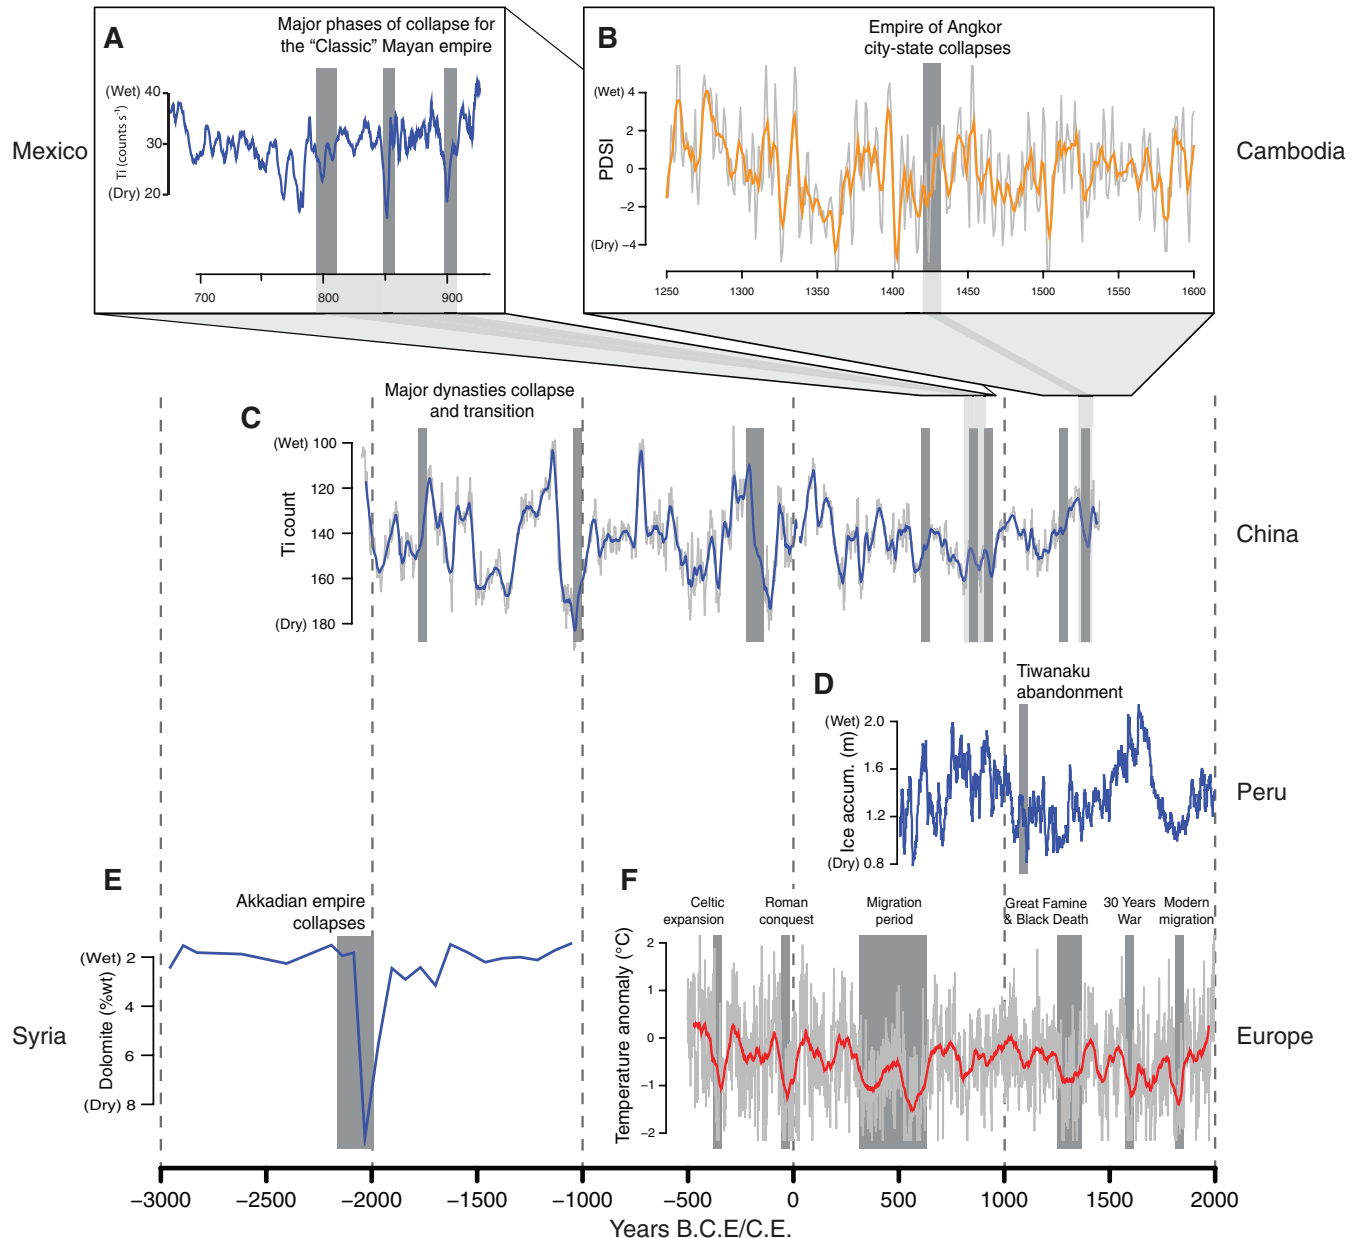 A
Major phases of collapse for
the “Classic” Mayan empire
(Wet) 40
30
(Dry) 20
Ti (counts s⁻¹)
700
800
900
Mexico
B
Empire of Angkor
city-state collapses
(Wet) 4
2
0
−2
(Dry) −4
PDSI
1250
1300
1350
1400
1450
1500
1550
1600
Cambodia
C
Major dynasties collapse
and transition
(Wet) 100
120
140
160
(Dry) 180
Ti count
China
D
Tiwanaku
abandonment
(Wet) 2.0
1.6
1.2
(Dry) 0.8
Ice accum. (m)
Peru
E
Akkadian empire
collapses
(Wet) 2
4
6
(Dry) 8
Dolomite (%wt)
Syria
F
Celtic
expansion
Roman
conquest
Migration
period
Great Famine
& Black Death
30 Years
War
Modern
migration
2
1
0
−1
−2
Temperature anomaly (°C)
Europe
−3000
−2500
−2000
−1500
−1000
−500
0
500
1000
1500
2000
Years B.C.E/C.E.